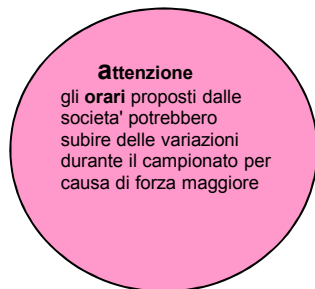 attenzione
gli orari proposti dalle
societa' potrebbero
subire delle variazioni
durante il campionato per
causa di forza maggiore